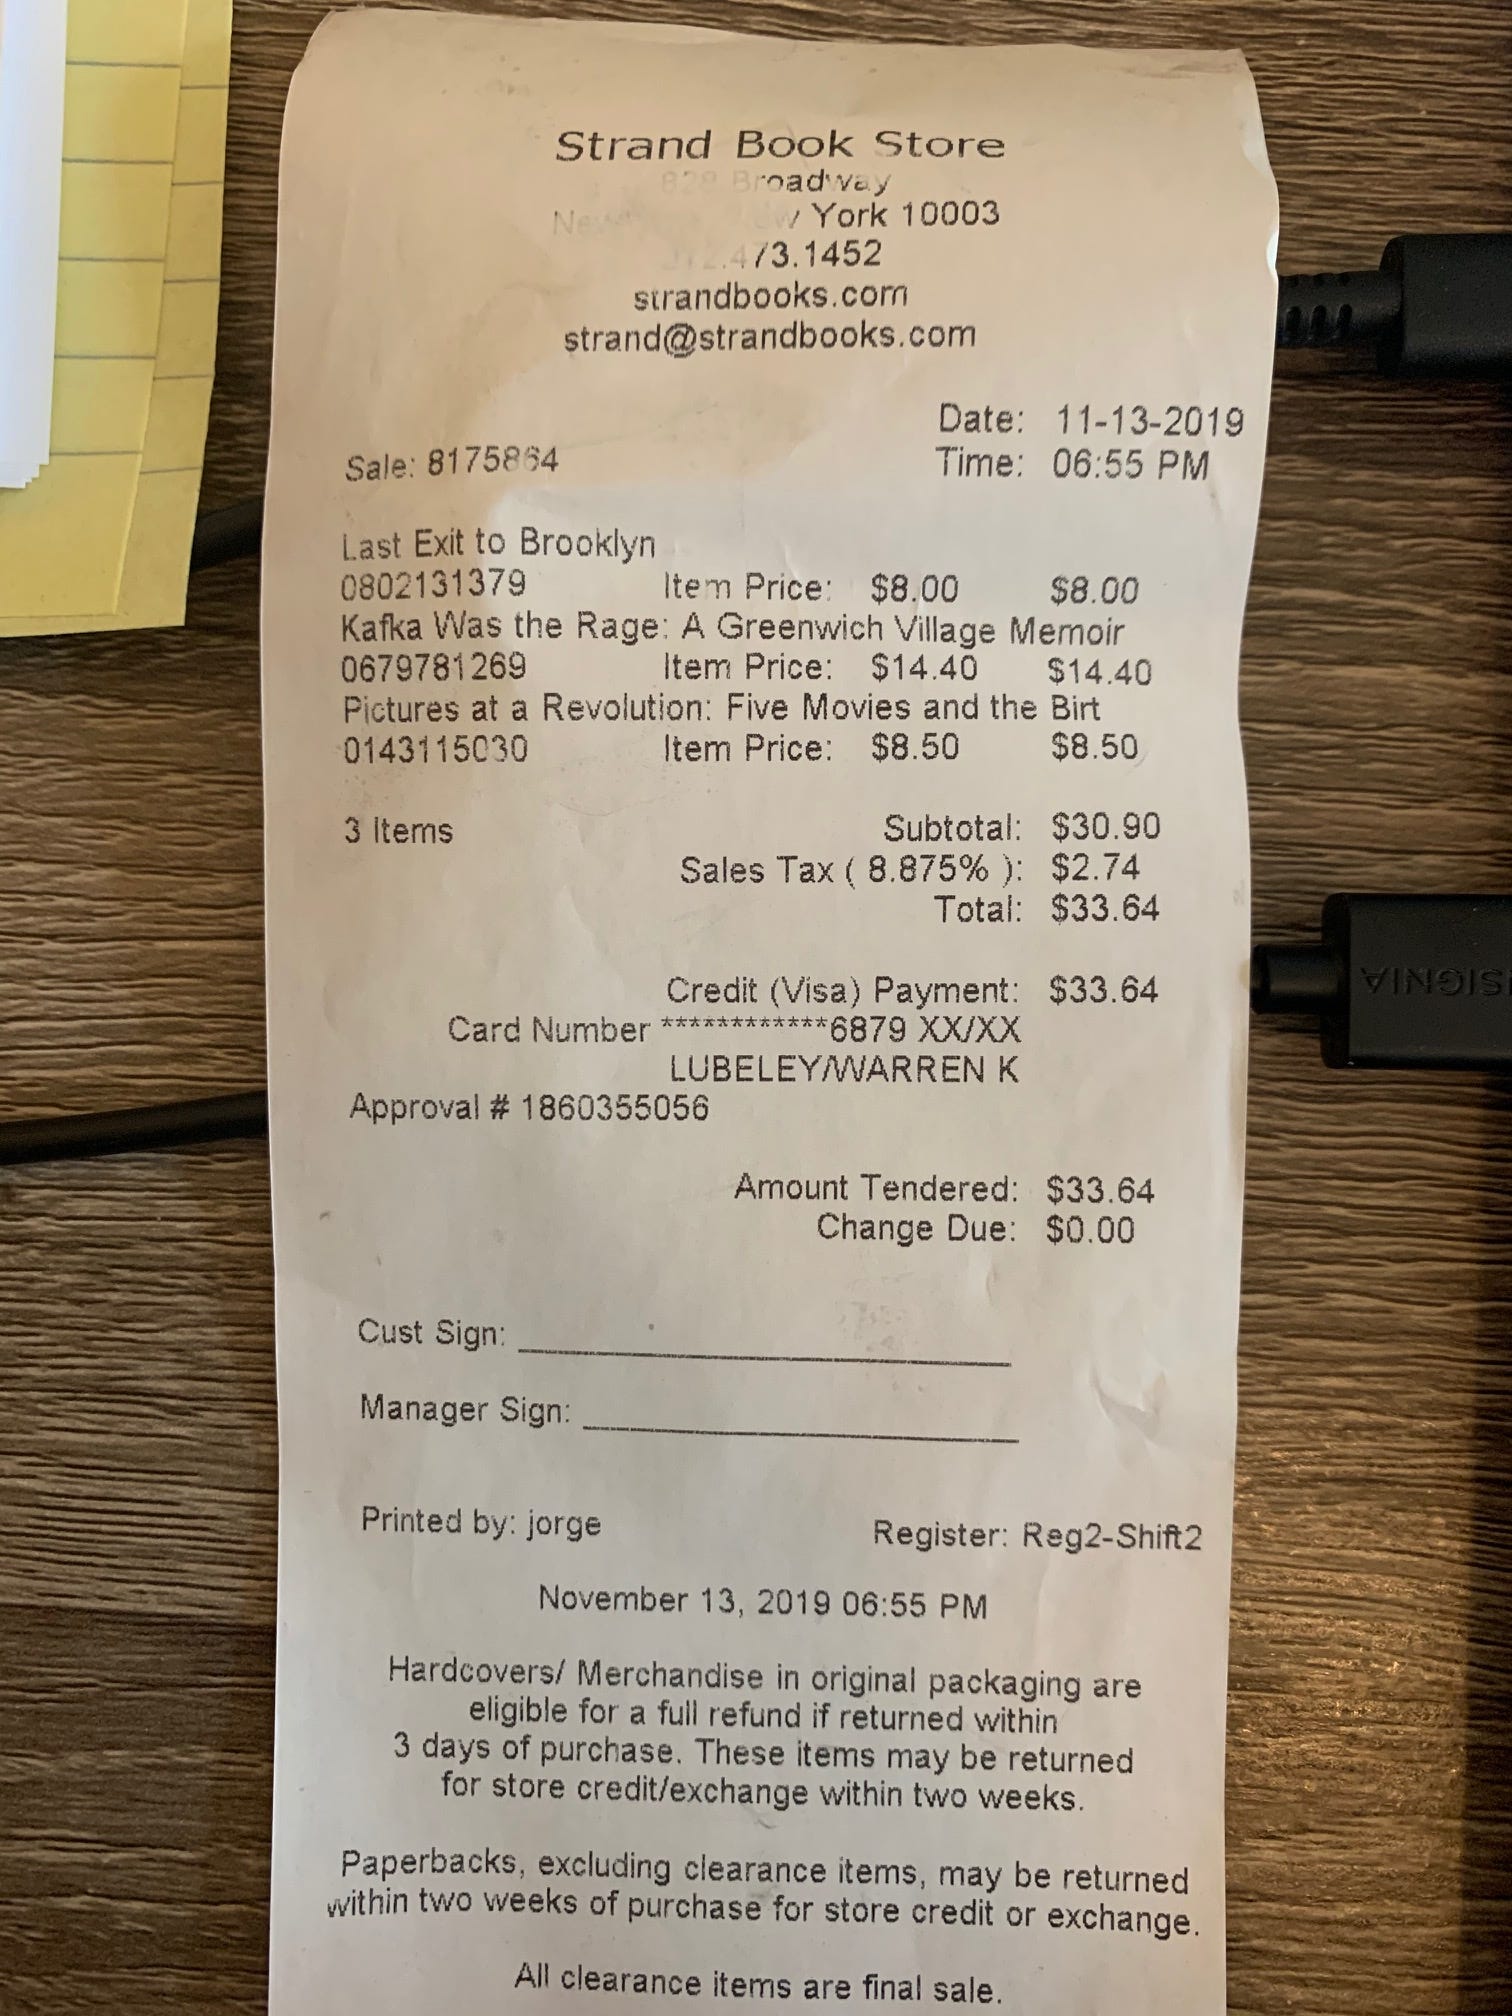 Strand Book Store
828 Broadway
York 10003
strandbooks.com
strand@strandbooks.com
Date: 11-13-2019
Sale: 8175864 Time: 06:55 PM
Last Exit to Brooklyn
0802131379 Item Price: $8.00 $8.00
Kafka Was the Rage: A Greenwich Village Memoir
0679781269 Item Price: $14.40 $14.40
Pictures at a Revolution: Five Movies and the Birt
0143115030 Item Price: $8.50 $8.50
3 Items Subtotal: $30.90
Sales Tax ( 8.875% ): $2.74
Total: $33.64
Credit (Visa) Payment: $33.64
Card Number ************6879 XX/XX
LUBELEY/WARREN K
Approval # 1860355056
Amount Tendered: $33.64
Change Due: $0.00
Cust Sign:
Manager Sign:
Printed by: jorge Register: Reg2-Shift2
November 13, 2019 06:55 PM
Hardcovers/ Merchandise in original packaging are
eligible for a full refund if returned within
3 days of purchase. These items may be returned
for store credit/exchange within two weeks.
Paperbacks, excluding clearance items, may be returned
within two weeks of purchase for store credit or exchange.
All clearance items are final sale.